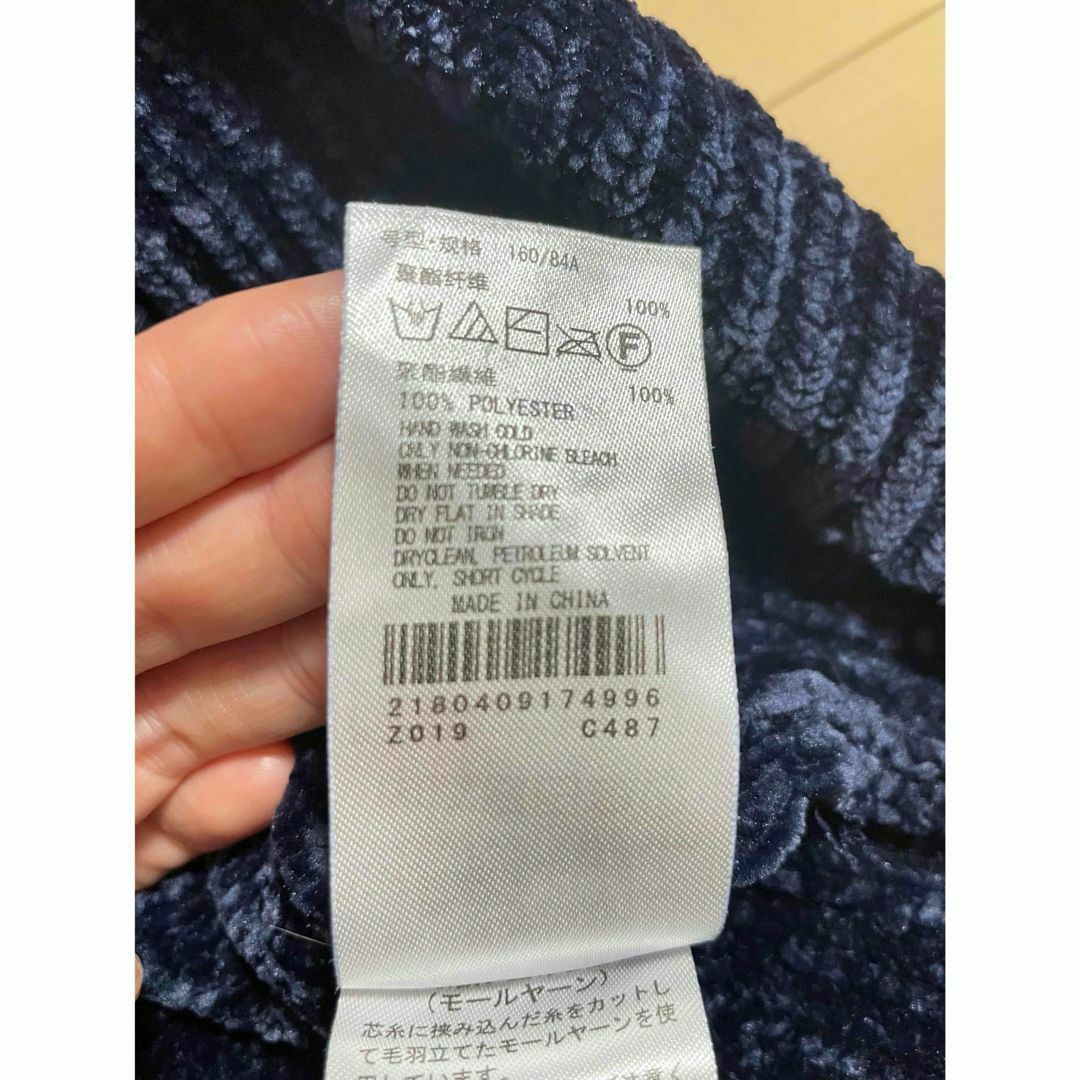 号型·规格 160/84A
聚酯纤维 100%
F
聚酯纖維 100%
100% POLYESTER
HAND WASH COLD
ONLY NON-CHLORINE BLEACH
WHEN NEEDED
DO NOT TUMBLE DRY
DRY FLAT IN SHADE
DO NOT IRON
DRYCLEAN, PETROLEUM SOLVENT
ONLY, SHORT CYCLE
MADE IN CHINA
2180409174996
Z019 C487
(モールヤーン)
芯糸に挟み込んだ糸をカットし
て毛羽立てたモールヤーンを使